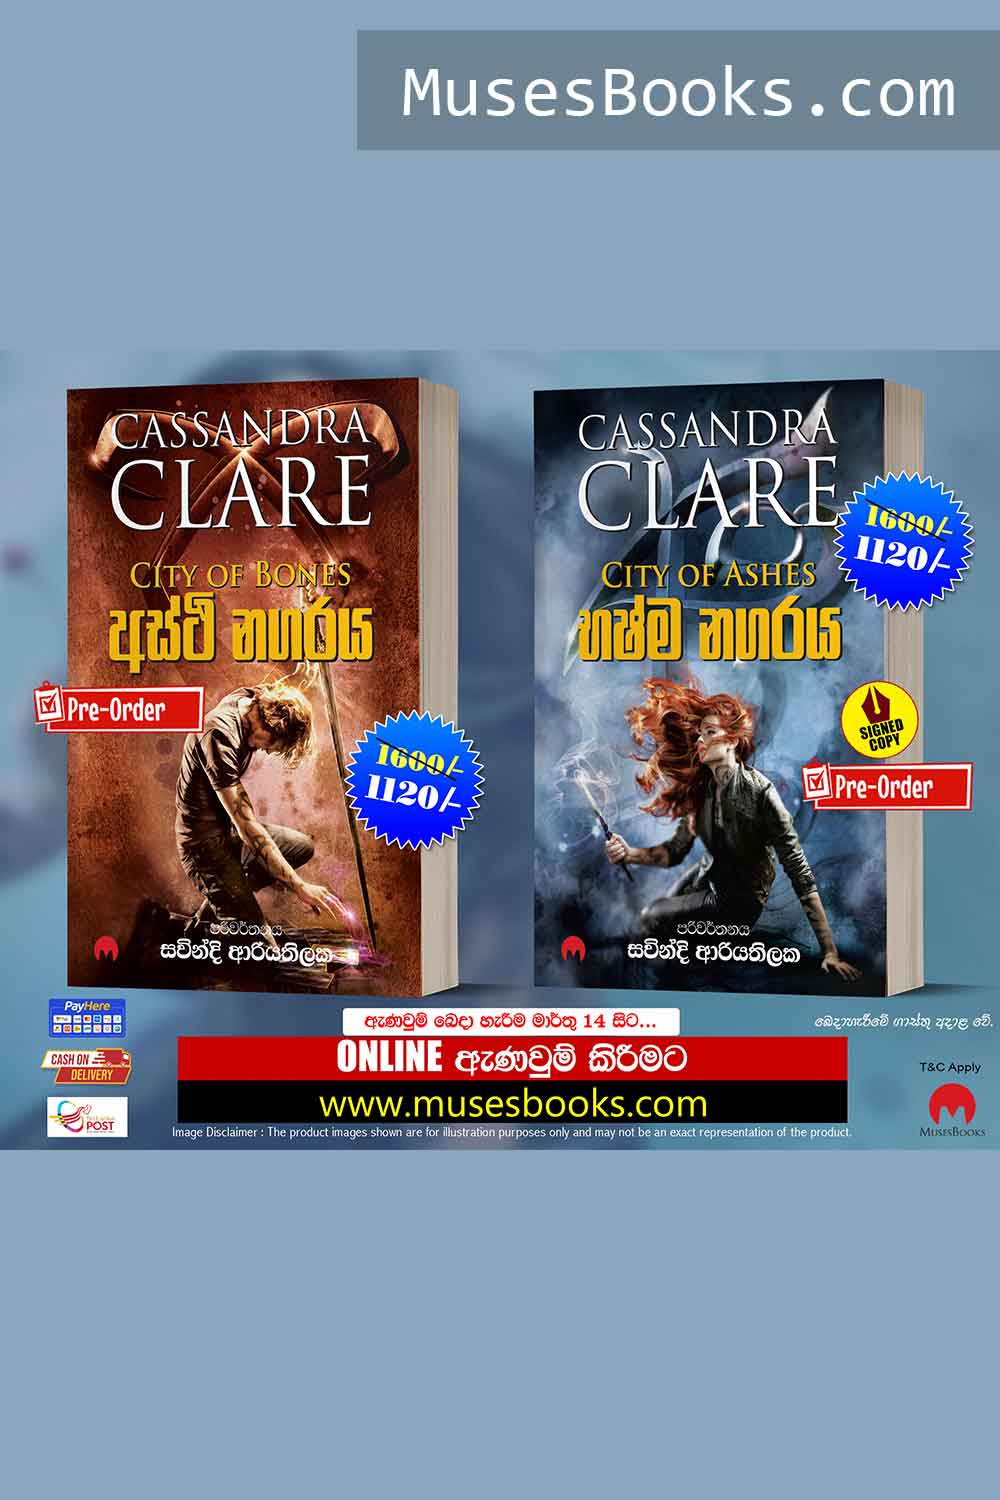 MusesBooks.com
CASSANDRA
CLARE
CITY OF BONES
අස්ථි නගරය
Pre-Order
1600/-
1120/-
පරිවර්තනය
සචින්දි ආරියතිලක
CASSANDRA
CLARE
CITY OF ASHES
භෂ්ම නගරය
1600/-
1120/-
SIGNED
COPY
Pre-Order
පරිවර්තනය
සචින්දි ආරියතිලක
PayHere
CASH ON
DELIVERY
POST
ඇණවුම් බෙදා හැරීම මාර්තු 14 සිට...
ONLINE ඇණවුම් කිරීමට
www.musesbooks.com
Image Disclaimer : The product images shown are for illustration purposes only and may not be an exact representation of the product.
බෙදාහැරීමේ ගාස්තු අදාළ වේ.
T&C Apply
MUSESBOOKS